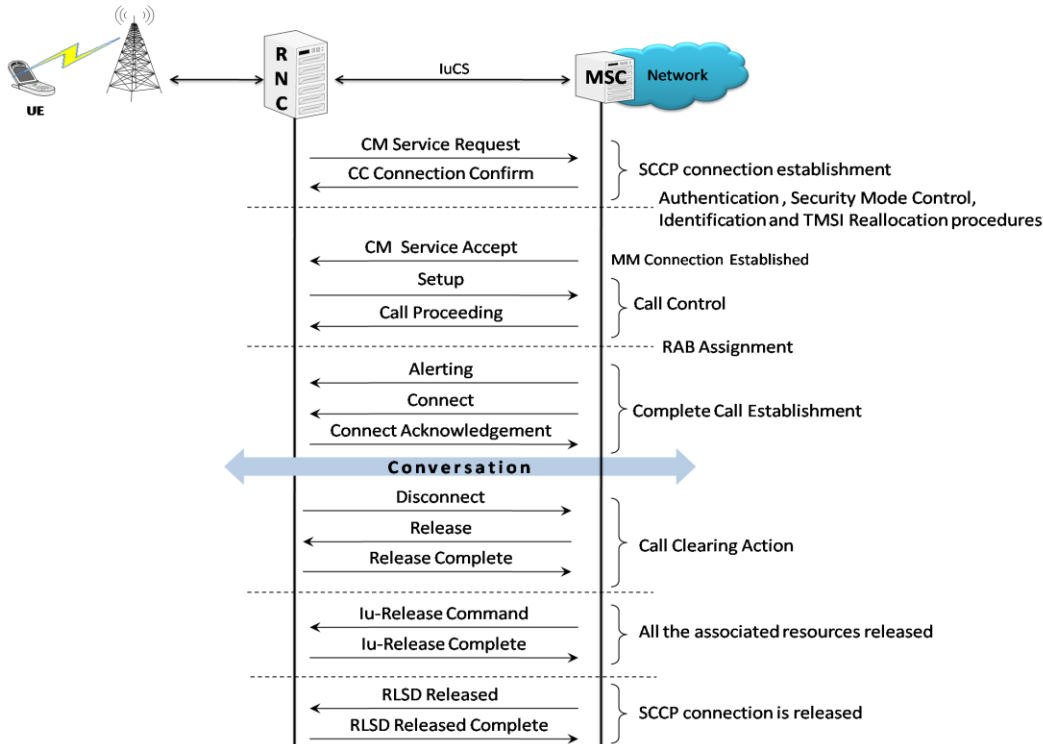 UE
R
N
C
IuCS
MSC
Network
CM Service Request
CC Connection Confirm
SCCP connection establishment
Authentication , Security Mode Control,
Identification and TMSI Reallocation procedures
CM Service Accept
MM Connection Established
Setup
Call Proceeding
Call Control
RAB Assignment
Alerting
Connect
Connect Acknowledgement
Complete Call Establishment
Conversation
Disconnect
Release
Release Complete
Call Clearing Action
Iu-Release Command
Iu-Release Complete
All the associated resources released
RLSD Released
RLSD Released Complete
SCCP connection is released